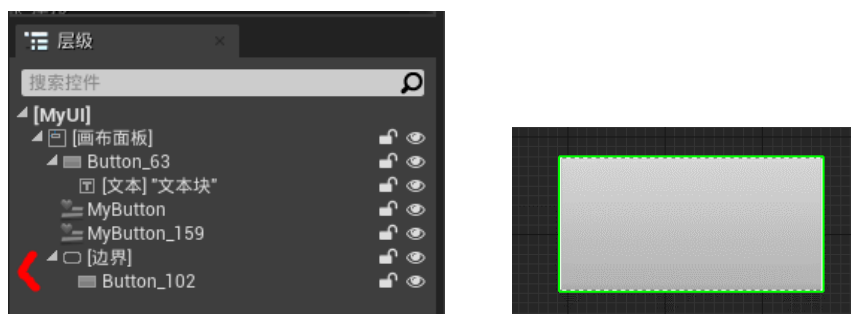 层级
搜索控件
[MyUI]
[画布面板]
Button_63
[文本] "文本块"
MyButton
MyButton_159
[边界]
Button_102